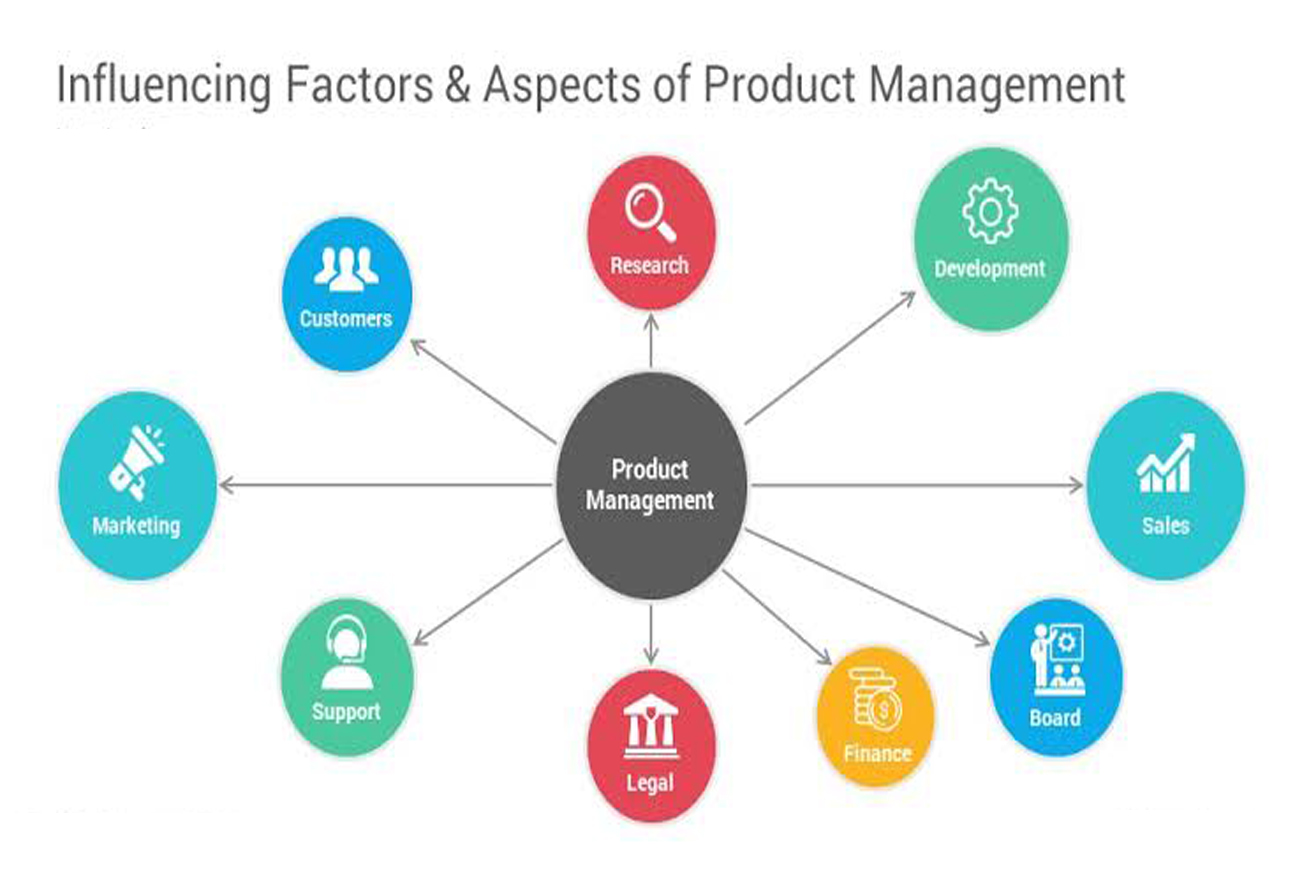 Influencing Factors & Aspects of Product Management
Research
Development
Customers
Product
Management
Marketing
Sales
Support
Board
Finance
Legal